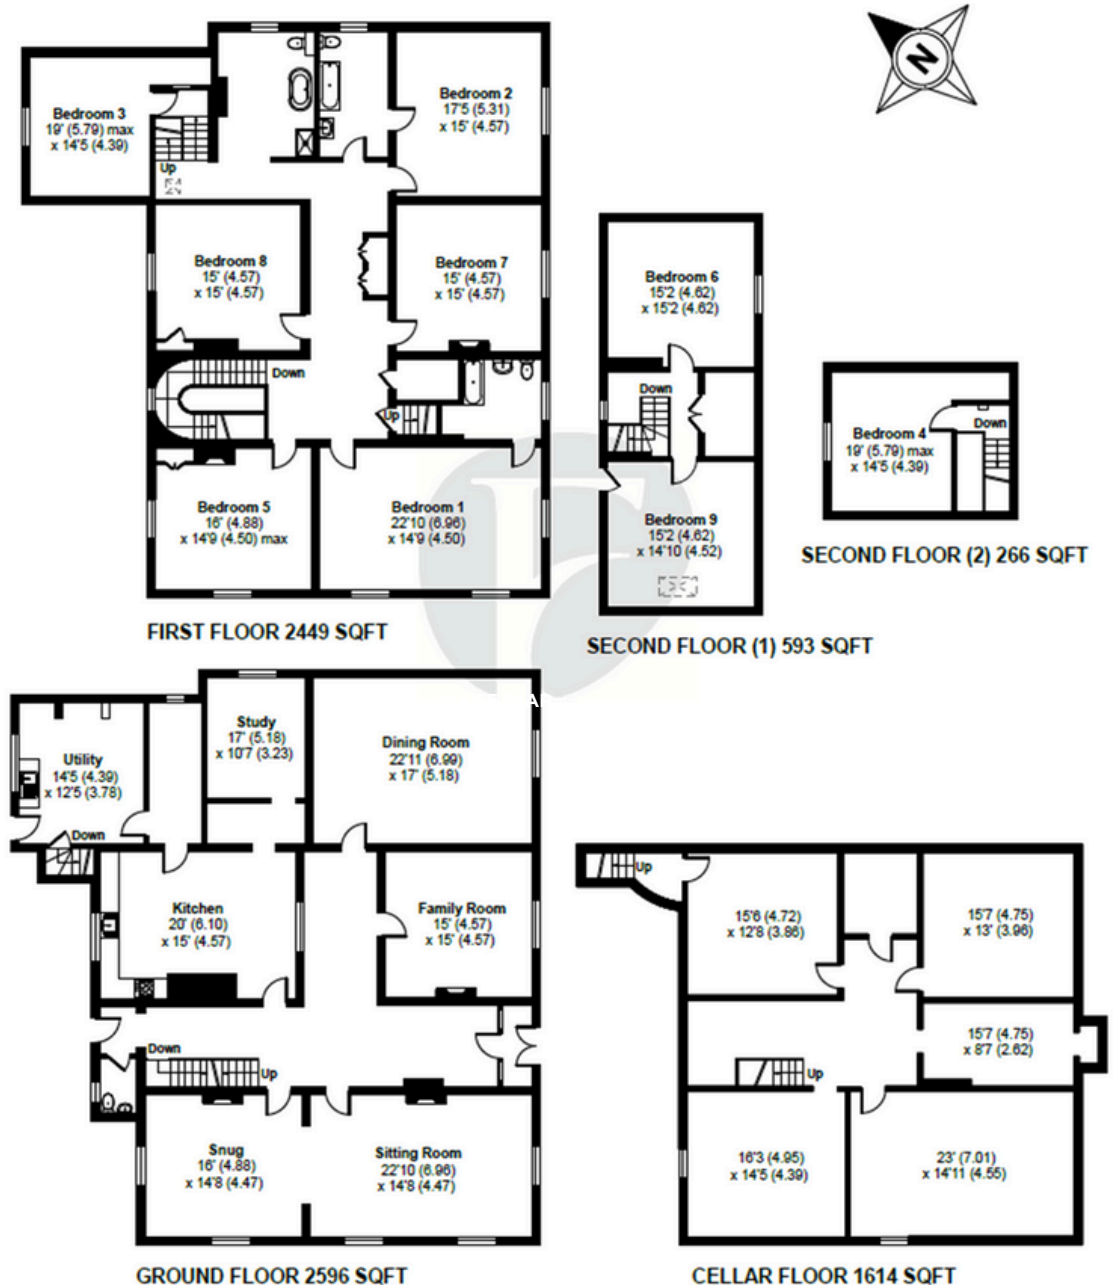 N
Bedroom 3
19' (5.79) max
x 14'5 (4.39)
Up
Bedroom 2
17'5 (5.31)
x 15' (4.57)
Bedroom 8
15' (4.57)
x 15' (4.57)
Bedroom 7
15' (4.57)
x 15' (4.57)
Down
Up
Bedroom 5
16' (4.88)
x 14'9 (4.50) max
Bedroom 1
22'10 (6.96)
x 14'9 (4.50)
FIRST FLOOR 2449 SQFT
Bedroom 6
15'2 (4.62)
x 15'2 (4.62)
Down
Bedroom 9
15'2 (4.62)
x 14'10 (4.52)
SECOND FLOOR (1) 593 SQFT
Bedroom 4
19' (5.79) max
x 14'5 (4.39)
Down
SECOND FLOOR (2) 266 SQFT
Utility
14'5 (4.39)
x 12'5 (3.78)
Down
Study
17' (5.18)
x 10'7 (3.23)
Dining Room
22'11 (6.99)
x 17' (5.18)
Kitchen
20' (6.10)
x 15' (4.57)
Family Room
15' (4.57)
x 15' (4.57)
Down
Up
Snug
16' (4.88)
x 14'8 (4.47)
Sitting Room
22'10 (6.96)
x 14'8 (4.47)
GROUND FLOOR 2596 SQFT
Up
15'6 (4.72)
x 12'8 (3.86)
15'7 (4.75)
x 13' (3.96)
15'7 (4.75)
x 8'7 (2.62)
Up
16'3 (4.95)
x 14'5 (4.39)
23' (7.01)
x 14'11 (4.55)
CELLAR FLOOR 1614 SQFT